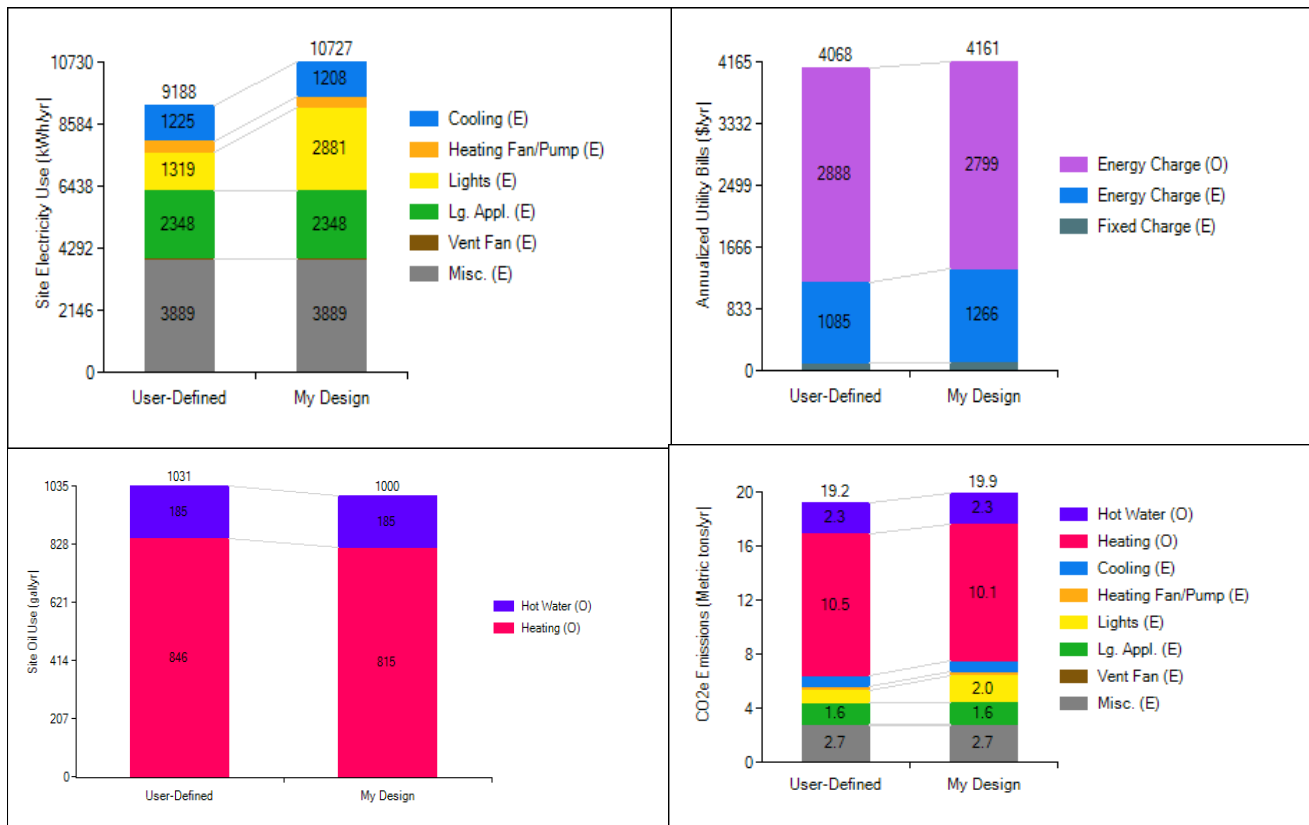 Site Electricity Use (kWh/yr)
10730
8584
6438
4292
2146
0
9188
1225
1319
2348
3889
10727
1208
2881
2348
3889
User-Defined
My Design
Cooling (E)
Heating Fan/Pump (E)
Lights (E)
Lg. Appl. (E)
Vent Fan (E)
Misc. (E)
Annualized Utility Bills ($/yr)
4165
3332
2499
1666
833
0
4068
2888
1085
4161
2799
1266
User-Defined
My Design
Energy Charge (O)
Energy Charge (E)
Fixed Charge (E)
Site Oil Use (gal/yr)
1035
828
621
414
207
0
1031
185
846
1000
185
815
User-Defined
My Design
Hot Water (O)
Heating (O)
CO2e Emissions (Metric tons/yr)
20
16
12
8
4
0
19.2
2.3
10.5
1.6
2.7
19.9
2.3
10.1
2.0
1.6
2.7
User-Defined
My Design
Hot Water (O)
Heating (O)
Cooling (E)
Heating Fan/Pump (E)
Lights (E)
Lg. Appl. (E)
Vent Fan (E)
Misc. (E)